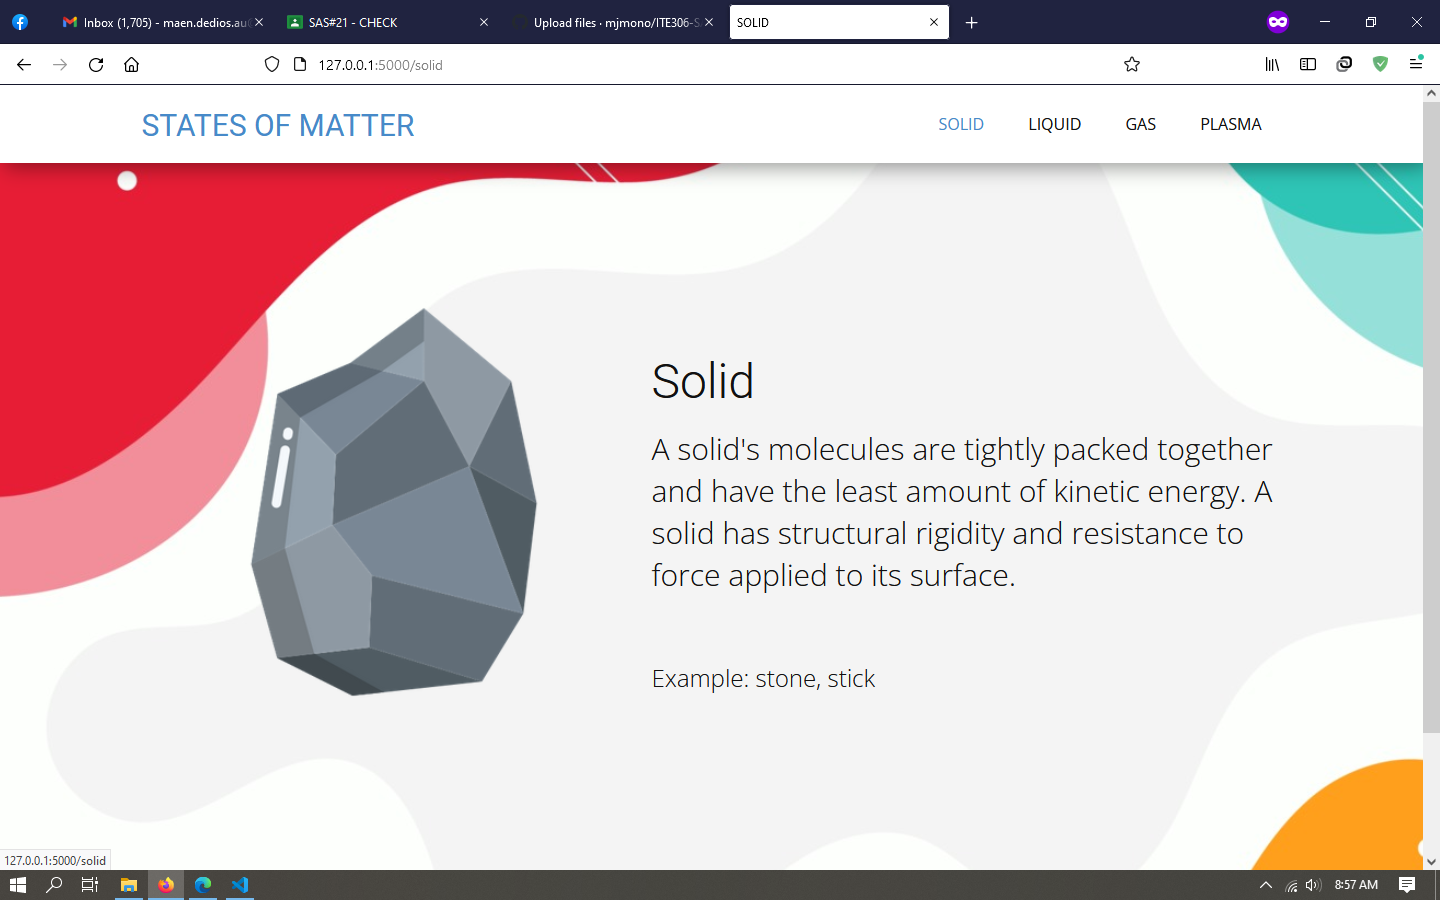 Inbox (1,705) - maen.dedios.au
SAS#21 - CHECK
Upload files · mjmono/ITE306-S
SOLID
127.0.0.1:5000/solid
STATES OF MATTER
SOLID LIQUID GAS PLASMA
Solid
A solid's molecules are tightly packed together
and have the least amount of kinetic energy. A
solid has structural rigidity and resistance to
force applied to its surface.
Example: stone, stick
127.0.0.1:5000/solid
8:57 AM